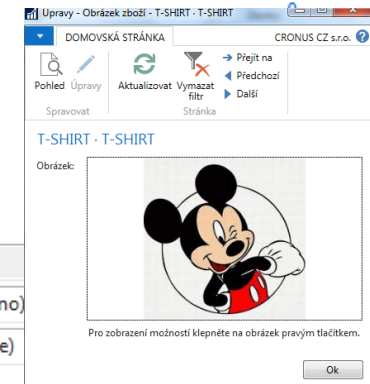 Úpravy - Obrázek zboží - T-SHIRT · T-SHIRT
DOMOVSKÁ STRÁNKA
CRONUS CZ s.r.o.
Pohled
Úpravy
Aktualizovat
Vymazat filtr
Přejít na
Předchozí
Další
Spravovat
Stránka
T-SHIRT · T-SHIRT
Obrázek:
no)
e)
Pro zobrazení možností klepněte na obrázek pravým tlačítkem.
Ok